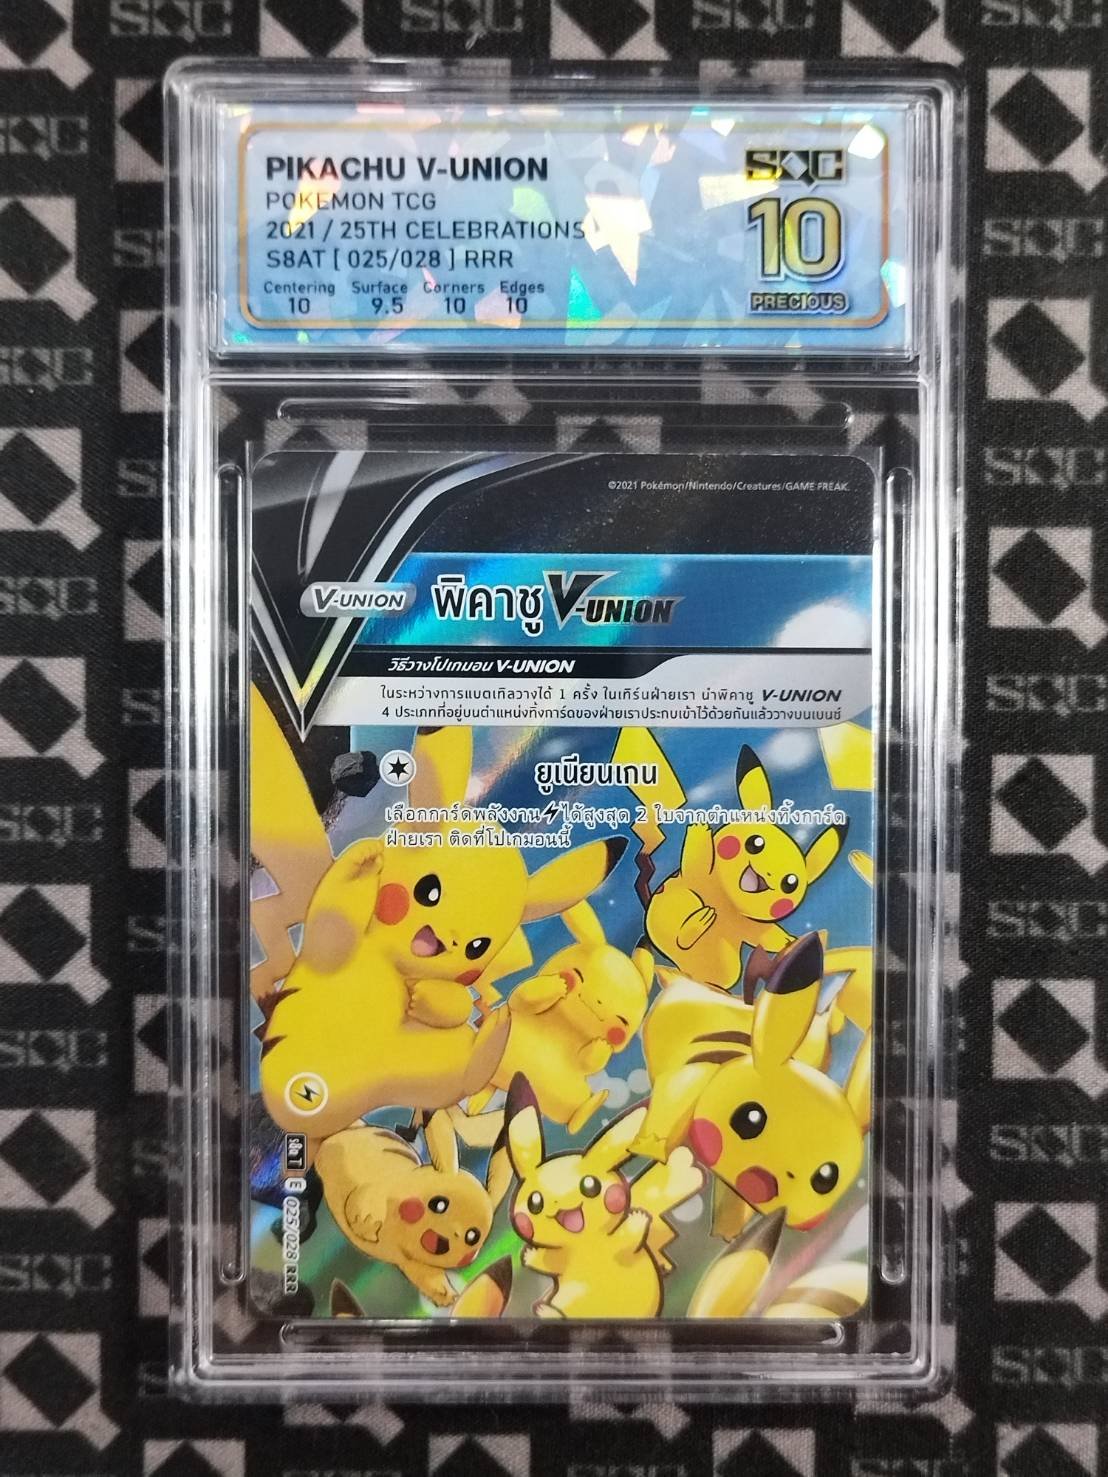 PIKACHU V-UNION
POKEMON TCG
2021 / 25TH CELEBRATIONS
S8AT [ 025/028 ] RRR
Centering Surface Corners Edges
10 9.5 10 10
SQC
10
PRECIOUS
©2021 Pokémon/Nintendo/Creatures/GAME FREAK.
V-UNION พิคาชู V-UNION
วิธีวางโปเกมอน V-UNION
ในระหว่างการแบตเทิลวางได้ 1 ครั้ง ในเทิร์นฝ่ายเรา นำพิคาชู V-UNION
4 ประเภทที่อยู่บนตำแหน่งทิ้งการ์ดของฝ่ายเราประกบเข้าไว้ด้วยกันแล้ววางบนเบนช์
ยูเนียนเกน
เลือกการ์ดพลังงาน ได้สูงสุด 2 ใบจากตำแหน่งทิ้งการ์ด
ฝ่ายเรา ติดที่โปเกมอนนี้
s8a T E 025/028 RRR